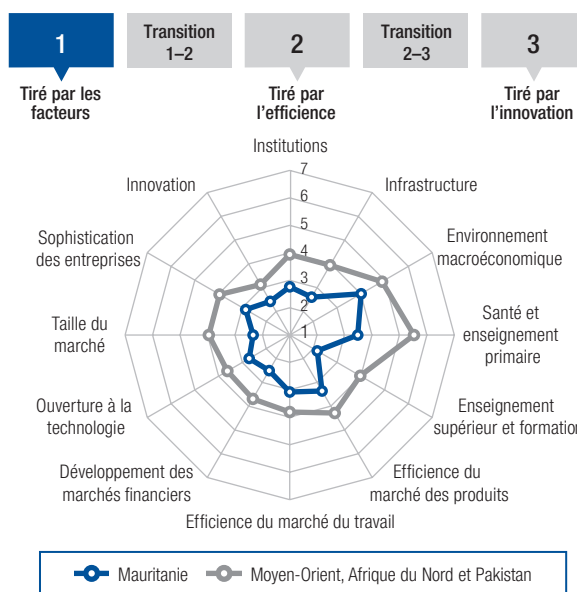 1
Transition
1–2
2
Transition
2–3
3
Tiré par les
facteurs
Tiré par
l'efficience
Tiré par
l'innovation
Institutions
Innovation
Infrastructure
Sophistication
des entreprises
Environnement
macroéconomique
Taille du
marché
Santé et
enseignement
primaire
Ouverture à la
technologie
Enseignement
supérieur et formation
Développement des
marchés financiers
Efficience du
marché des produits
Efficience du marché du travail
7
6
5
4
3
2
1
Mauritanie
Moyen-Orient, Afrique du Nord et Pakistan